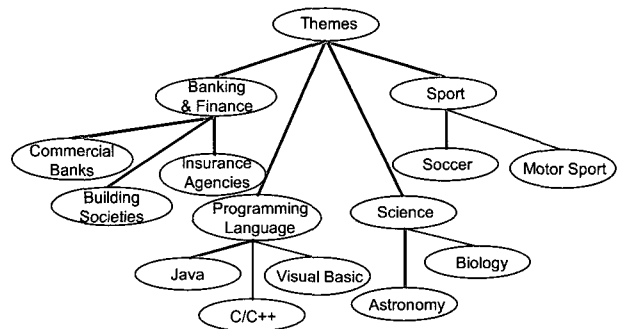 Themes
Banking
& Finance
Sport
Commercial
Banks
Insurance
Agencies
Soccer
Motor Sport
Building
Societies
Programming
Language
Science
Java
Visual Basic
Biology
C/C++
Astronomy